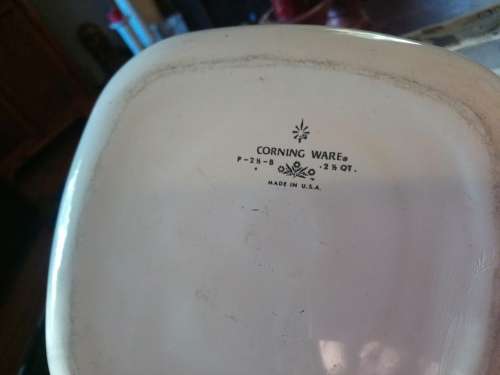 CORNING WARE®
P-2½-B 2½ QT.
MADE IN U.S.A.